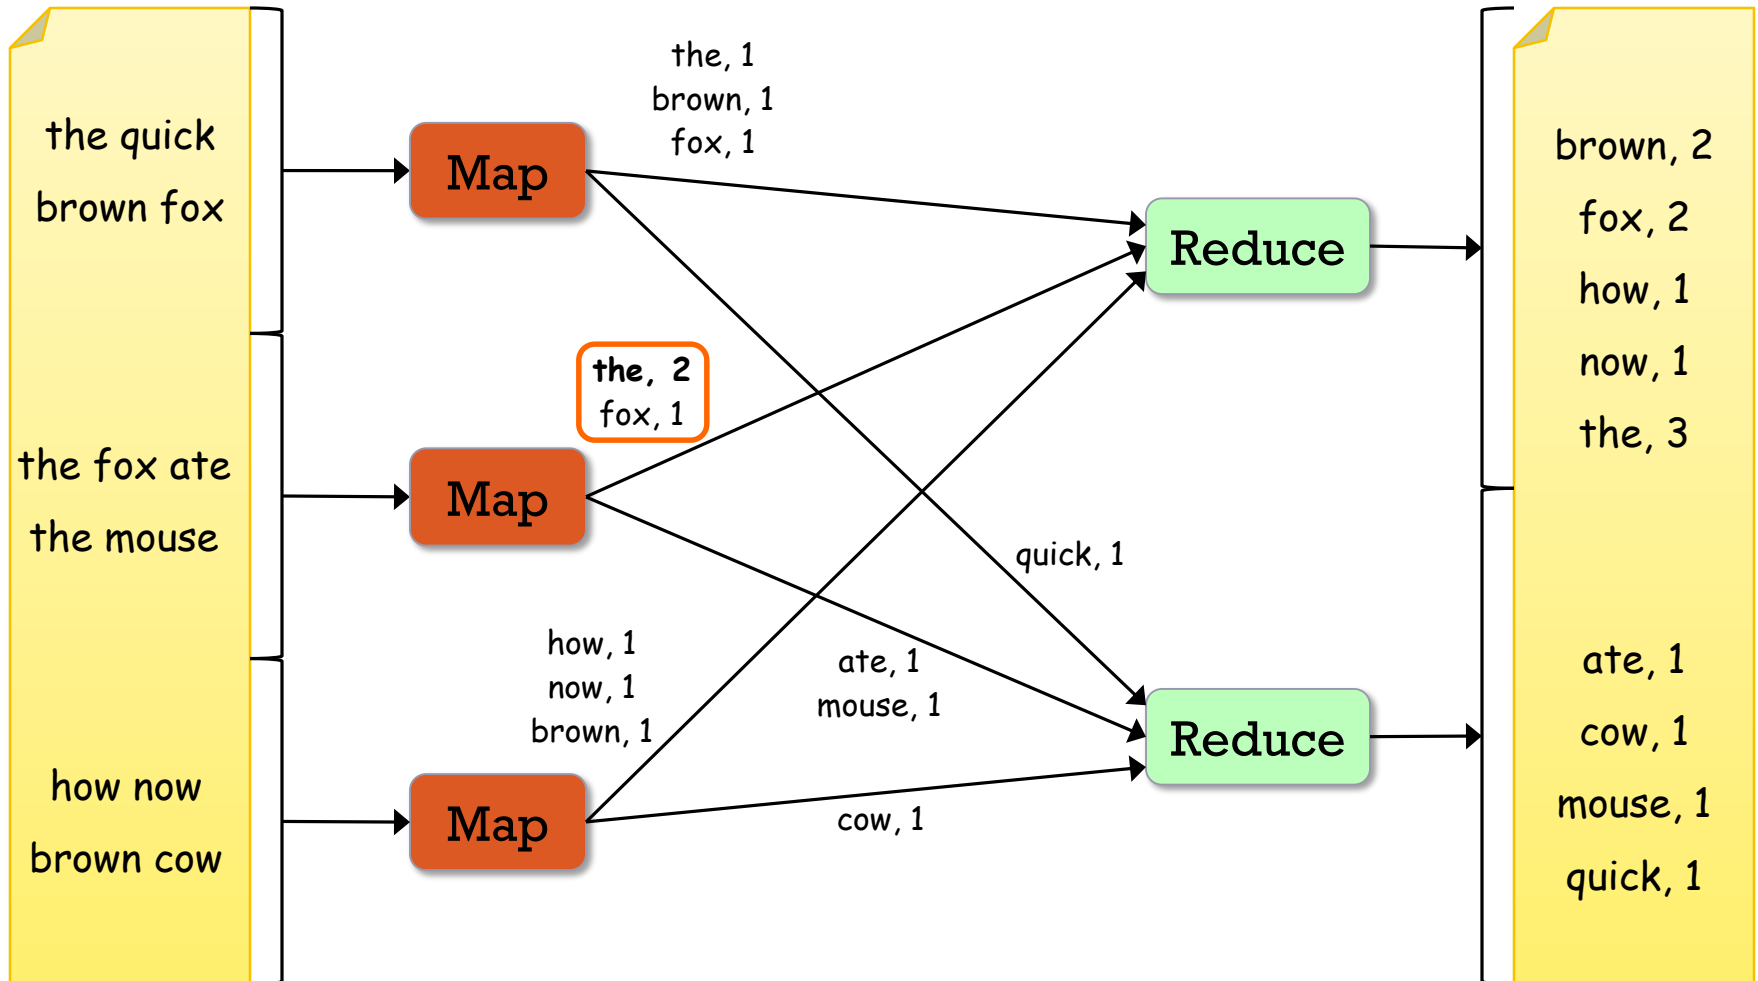 the quick
brown fox
the fox ate
the mouse
how now
brown cow
Map
Map
Map
the, 1
brown, 1
fox, 1
the, 2
fox, 1
how, 1
now, 1
brown, 1
quick, 1
ate, 1
mouse, 1
cow, 1
Reduce
Reduce
brown, 2
fox, 2
how, 1
now, 1
the, 3
ate, 1
cow, 1
mouse, 1
quick, 1